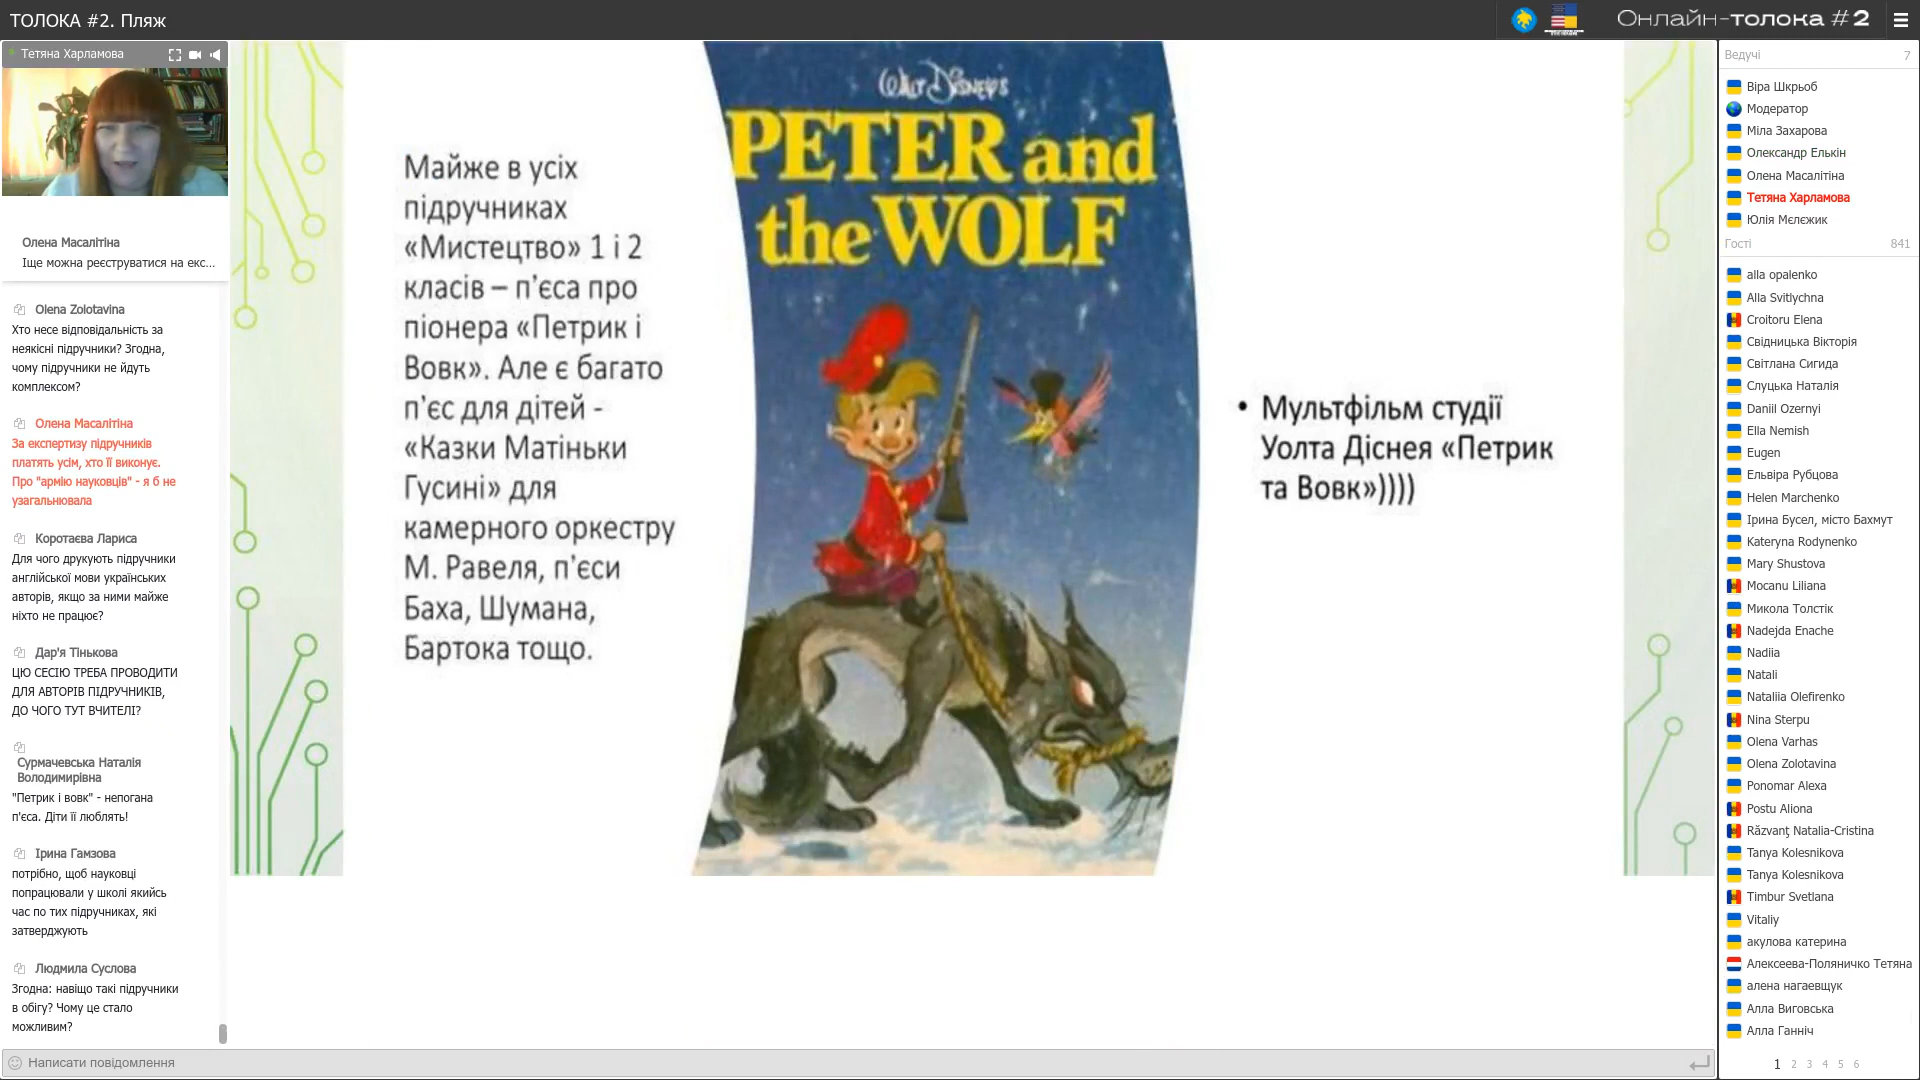 ТОЛОКА #2. Пляж
Онлайн-толока #2
Тетяна Харламова
Олена Масалітіна
Іще можна реєструватися на екс...
Olena Zolotavina
Хто несе відповідальність за
неякісні підручники? Згодна,
чому підручники не йдуть
комплексом?
Олена Масалітіна
За експертизу підручників
платять усім, хто її виконує.
Про "армію науковців" - я б не
узагальнювала
Коротаєва Лариса
Для чого друкують підручники
англійської мови українських
авторів, якщо за ними майже
ніхто не працює?
Дар'я Тінькова
ЦЮ СЕСІЮ ТРЕБА ПРОВОДИТИ
ДЛЯ АВТОРІВ ПІДРУЧНИКІВ,
ДО ЧОГО ТУТ ВЧИТЕЛІ?
Сурмачевська Наталія
Володимирівна
"Петрик і вовк" - непогана
п'єса. Діти її люблять!
Ірина Гамзова
потрібно, щоб науковці
попрацювали у школі якийсь
час по тих підручниках, які
затверджують
Людмила Суслова
Згодна: навіщо такі підручники
в обігу? Чому це стало
можливим?
Написати повідомлення
Майже в усіх
підручниках
«Мистецтво» 1 і 2
класів – п'єса про
піонера «Петрик і
Вовк». Але є багато
п'єс для дітей -
«Казки Матіньки
Гусині» для
камерного оркестру
М. Равеля, п'єси
Баха, Шумана,
Бартока тощо.
Walt Disney's
PETER and
the WOLF
• Мультфільм студії
Уолта Діснея «Петрик
та Вовк»))))
Ведучі 7
Віра Шкрьоб
Модератор
Міла Захарова
Олександр Елькін
Олена Масалітіна
Тетяна Харламова
Юлія Мєлєжик
Гості 841
alla opalenko
Alla Svitlychna
Croitoru Elena
Свідницька Вікторія
Світлана Сигида
Слуцька Наталія
Daniil Ozernyi
Ella Nemish
Eugen
Ельвіра Рубцова
Helen Marchenko
Ірина Бусел, місто Бахмут
Kateryna Rodynenko
Mary Shustova
Mocanu Liliana
Микола Толстік
Nadejda Enache
Nadiia
Natali
Nataliia Olefirenko
Nina Sterpu
Olena Varhas
Olena Zolotavina
Ponomar Alexa
Postu Aliona
Răzvanţ Natalia-Cristina
Tanya Kolesnikova
Tanya Kolesnikova
Timbur Svetlana
Vitaliy
акулова катерина
Алексеева-Поляничко Тетяна
алена нагаевщук
Алла Виговська
Алла Ганніч
1 2 3 4 5 6